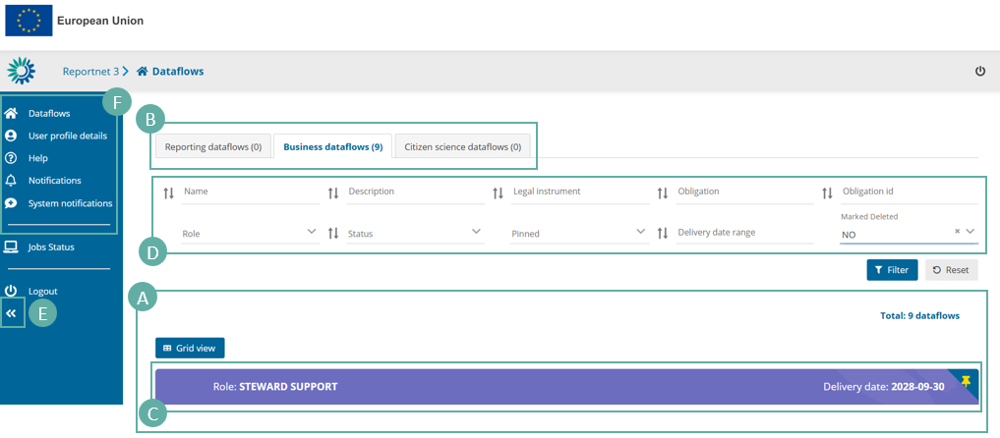 European Union
Reportnet 3 Dataflows
F
Dataflows
User profile details
Help
Notifications
System notifications
Jobs Status
Logout
E
B
Reporting dataflows (0) Business dataflows (9) Citizen science dataflows (0)
Name Description Legal instrument Obligation Obligation id
Marked Deleted
Role Status Pinned Delivery date range NO
D
Filter Reset
A
Total: 9 dataflows
Grid view
Role: STEWARD SUPPORT Delivery date: 2028-09-30
C